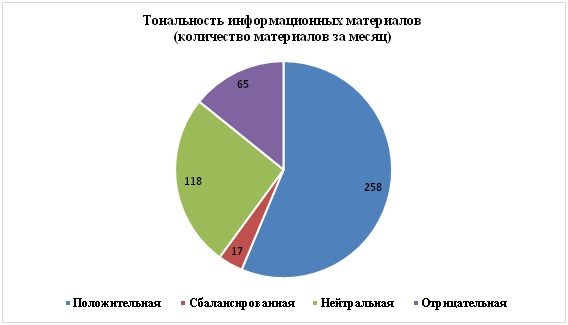 Тональность информационных материалов
(количество материалов за месяц)
65
118
258
17
Положительная Сбалансированная Нейтральная Отрицательная